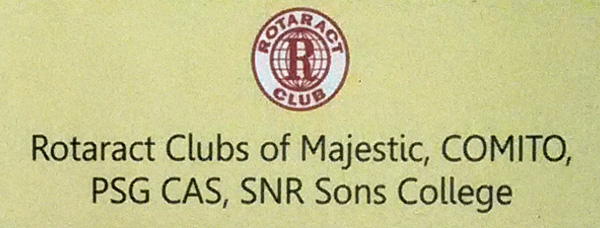 ROTARACT
R
CLUB
Rotaract Clubs of Majestic, COMITO,
PSG CAS, SNR Sons College